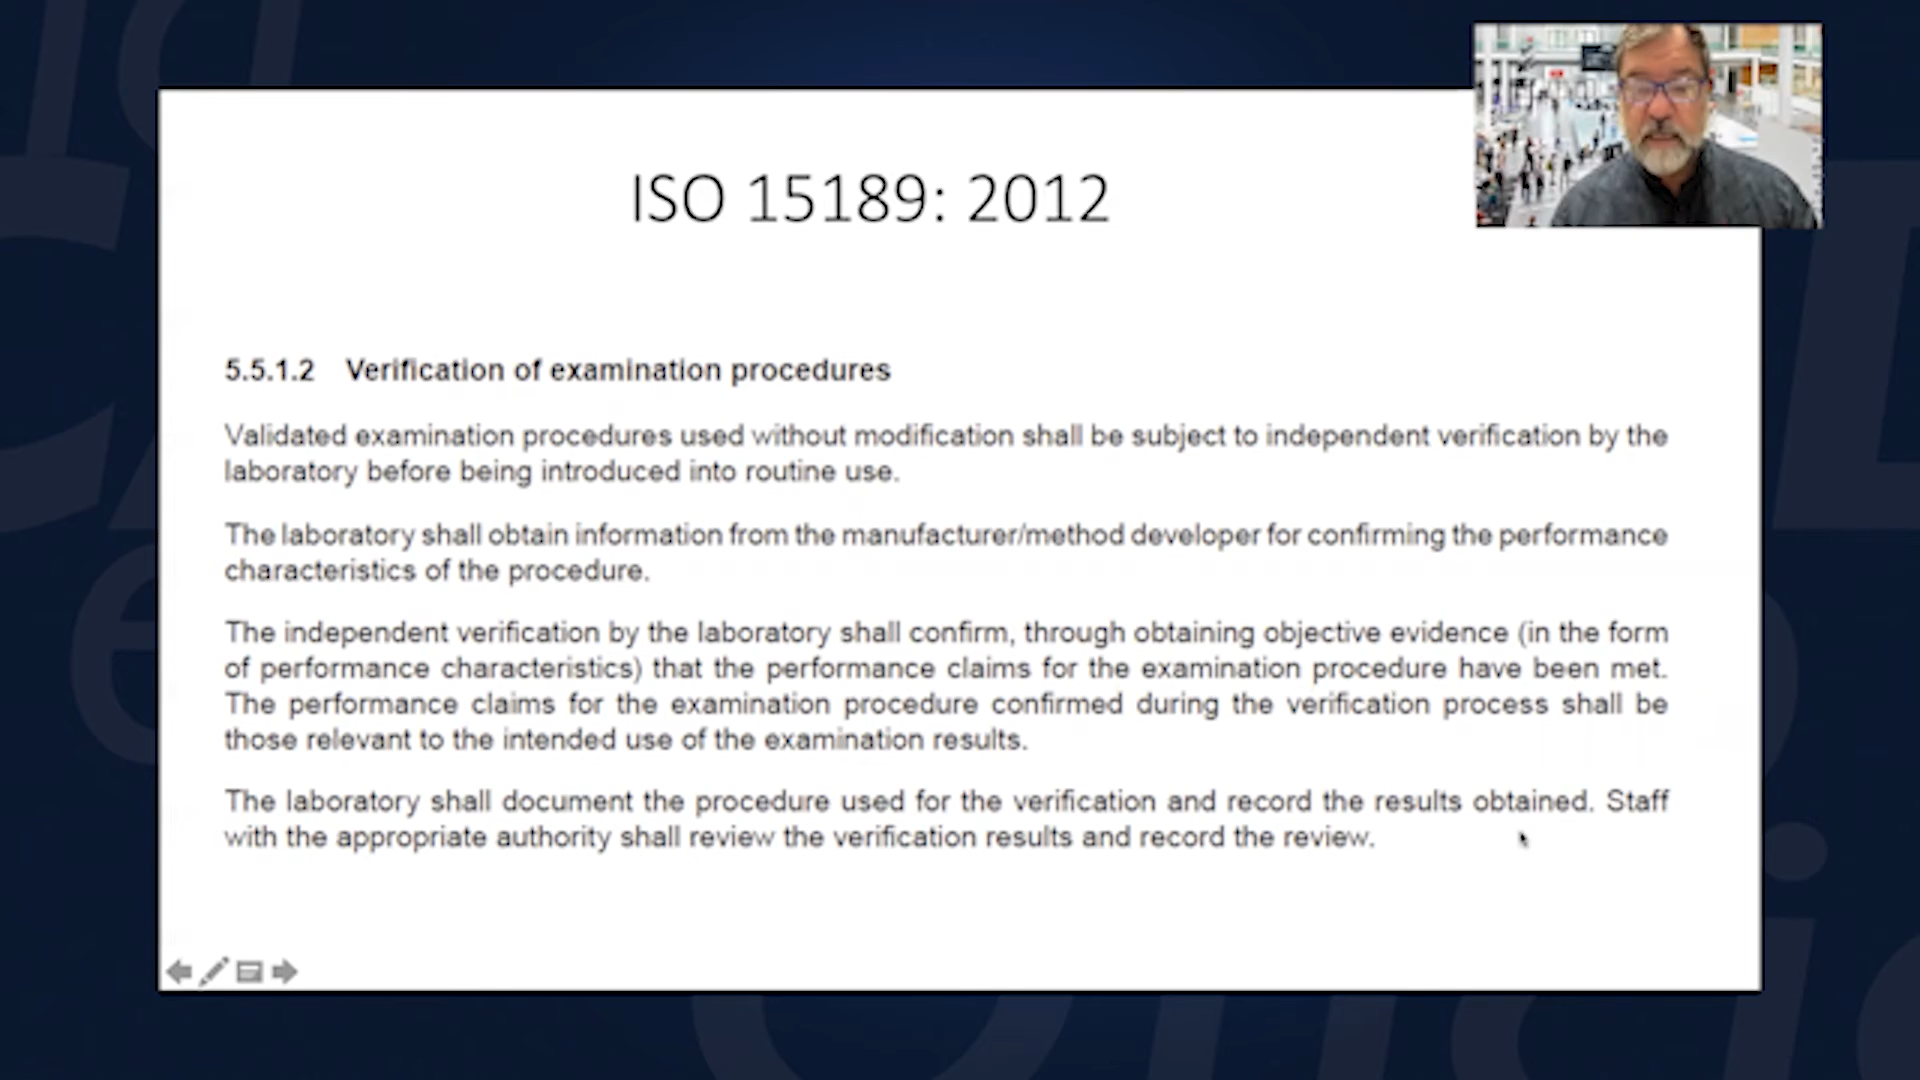 ISO 15189: 2012
5.5.1.2 Verification of examination procedures
Validated examination procedures used without modification shall be subject to independent verification by the
laboratory before being introduced into routine use.
The laboratory shall obtain information from the manufacturer/method developer for confirming the performance
characteristics of the procedure.
The independent verification by the laboratory shall confirm, through obtaining objective evidence (in the form
of performance characteristics) that the performance claims for the examination procedure have been met.
The performance claims for the examination procedure confirmed during the verification process shall be
those relevant to the intended use of the examination results.
The laboratory shall document the procedure used for the verification and record the results obtained. Staff
with the appropriate authority shall review the verification results and record the review.